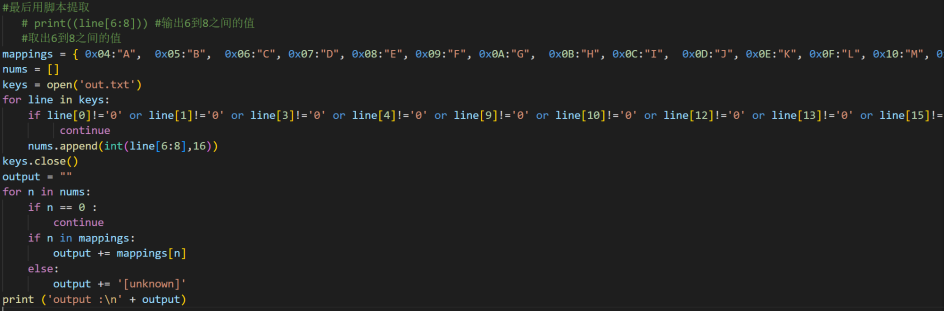 #最后用脚本提取
# print((line[6:8])) #输出6到8之间的值
#取出6到8之间的值
mappings = { 0x04:"A", 0x05:"B", 0x06:"C", 0x07:"D", 0x08:"E", 0x09:"F", 0x0A:"G", 0x0B:"H", 0x0C:"I", 0x0D:"J", 0x0E:"K", 0x0F:"L", 0x10:"M", 0
nums = []
keys = open('out.txt')
for line in keys:
    if line[0]!='0' or line[1]!='0' or line[3]!='0' or line[4]!='0' or line[9]!='0' or line[10]!='0' or line[12]!='0' or line[13]!='0' or line[15]!=
        continue
    nums.append(int(line[6:8],16))
keys.close()
output = ""
for n in nums:
    if n == 0 :
        continue
    if n in mappings:
        output += mappings[n]
    else:
        output += '[unknown]'
print ('output :\n' + output)